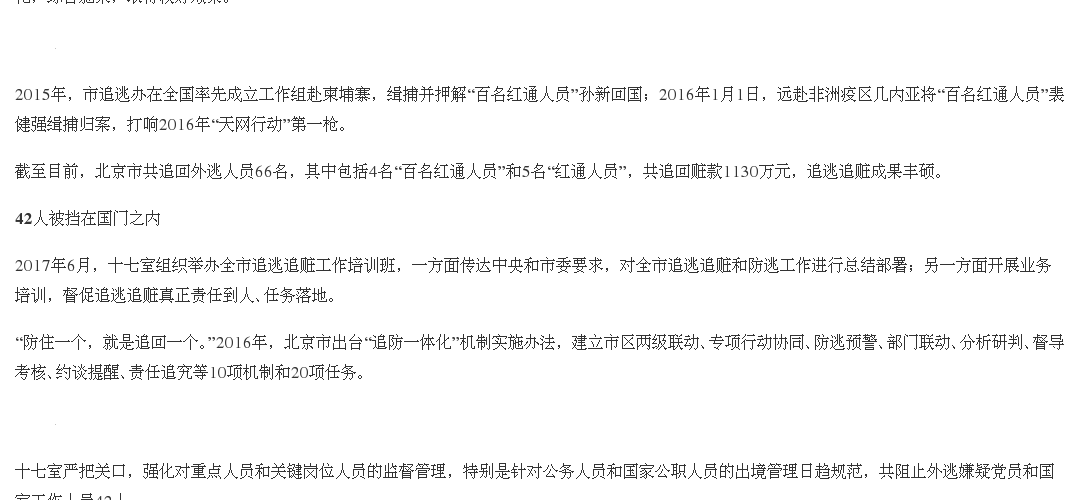 2015年，市追逃办在全国率先成立工作组赴柬埔寨，缉捕并押解“百名红通人员”孙新回国；2016年1月1日，远赴非洲疫区几内亚将“百名红通人员”裴
健强缉捕归案，打响2016年“天网行动”第一枪。
截至目前，北京市共追回外逃人员66名，其中包括4名“百名红通人员”和5名“红通人员”，共追回赃款1130万元，追逃追赃成果丰硕。
42人被挡在国门之内
2017年6月，十七室组织举办全市追逃追赃工作培训班，一方面传达中央和市委要求，对全市追逃追赃和防逃工作进行总结部署；另一方面开展业务
培训，督促追逃追赃真正责任到人、任务落地。
“防住一个，就是追回一个。”2016年，北京市出台“追防一体化”机制实施办法，建立市区两级联动、专项行动协同、防逃预警、部门联动、分析研判、督导
考核、约谈提醒、责任追究等10项机制和20项任务。
十七室严把关口，强化对重点人员和关键岗位人员的监督管理，特别是针对公务人员和国家公职人员的出境管理日趋规范，共阻止外逃嫌疑党员和国
家工作人员42人